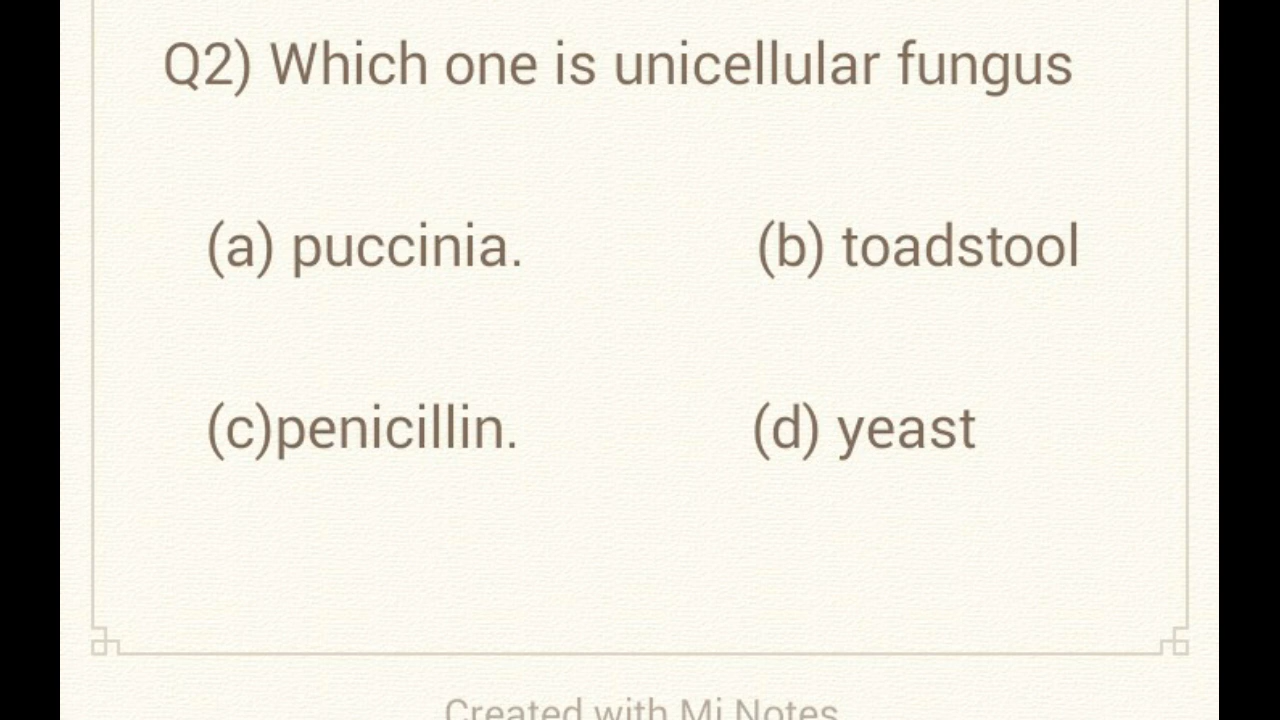 Q2) Which one is unicellular fungus
(a) puccinia. (b) toadstool
(c)penicillin. (d) yeast
Created with Mi Notes